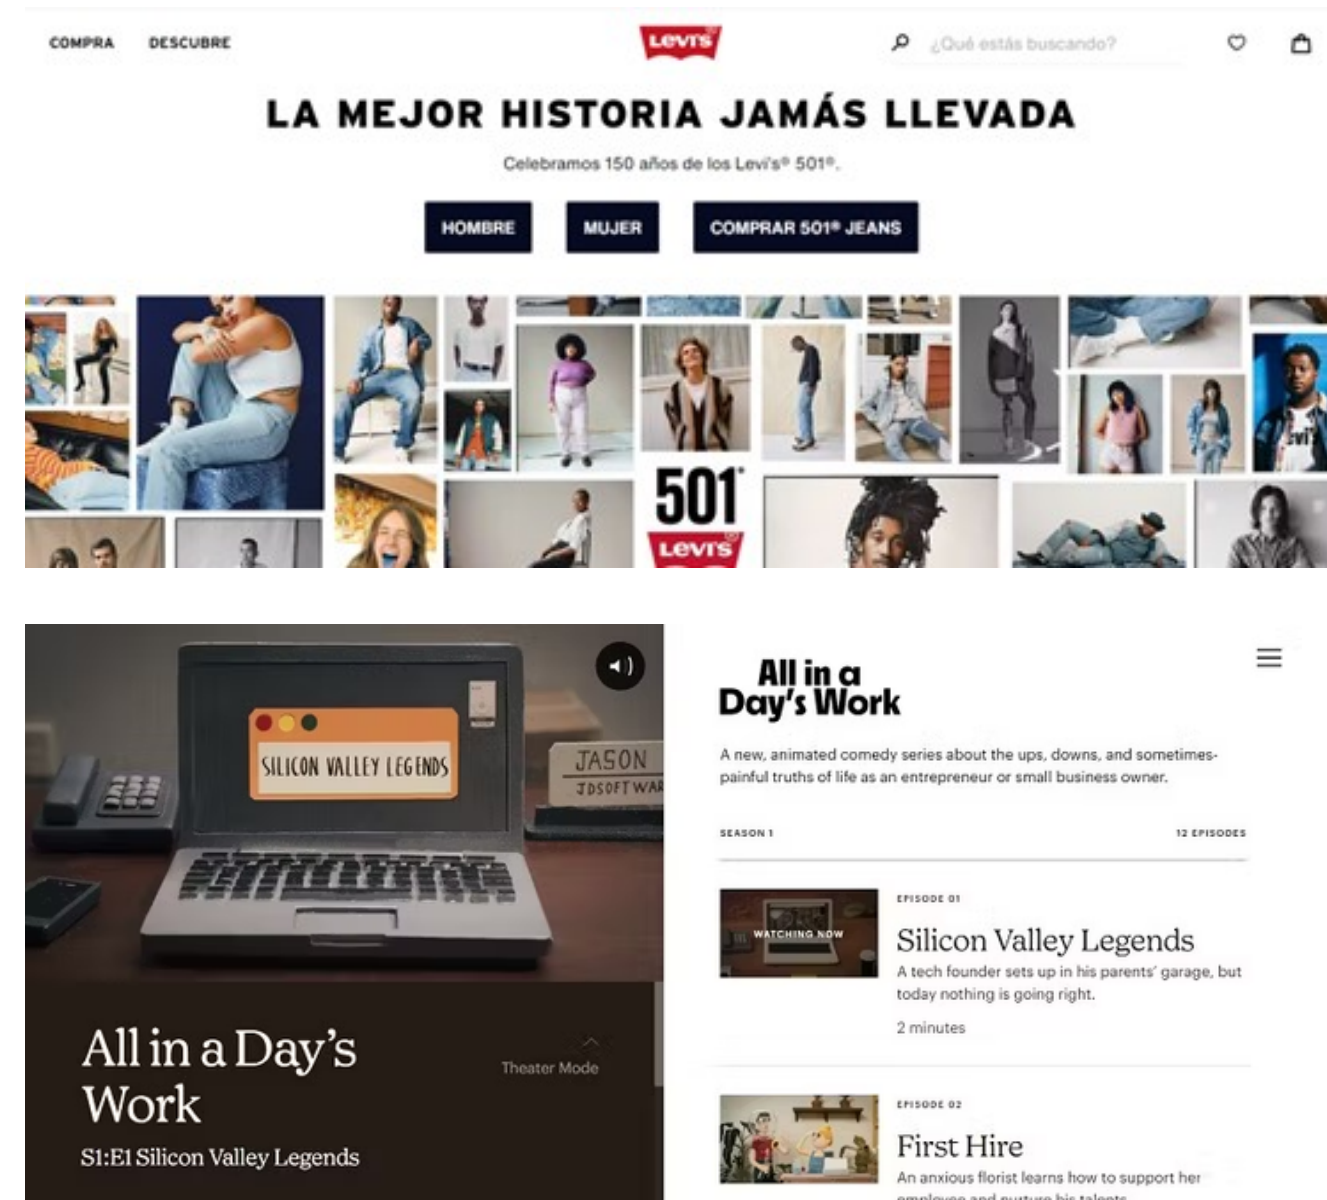 COMPRA DESCUBRE LEVI'S ¿Qué estás buscando?
LA MEJOR HISTORIA JAMÁS LLEVADA
Celebramos 150 años de los Levi's® 501®.
HOMBRE MUJER COMPRAR 501® JEANS
501®
LEVI'S
SILICON VALLEY LEGENDS
JASON
JDSOFTWAR
All in a Day's
Work
Theater Mode
S1:E1 Silicon Valley Legends
All in a
Day's Work
A new, animated comedy series about the ups, downs, and sometimes-
painful truths of life as an entrepreneur or small business owner.
SEASON 1 12 EPISODES
WATCHING NOW
EPISODE 01
Silicon Valley Legends
A tech founder sets up in his parents' garage, but
today nothing is going right.
2 minutes
EPISODE 02
First Hire
An anxious florist learns how to support her
employee and nurture his talents.